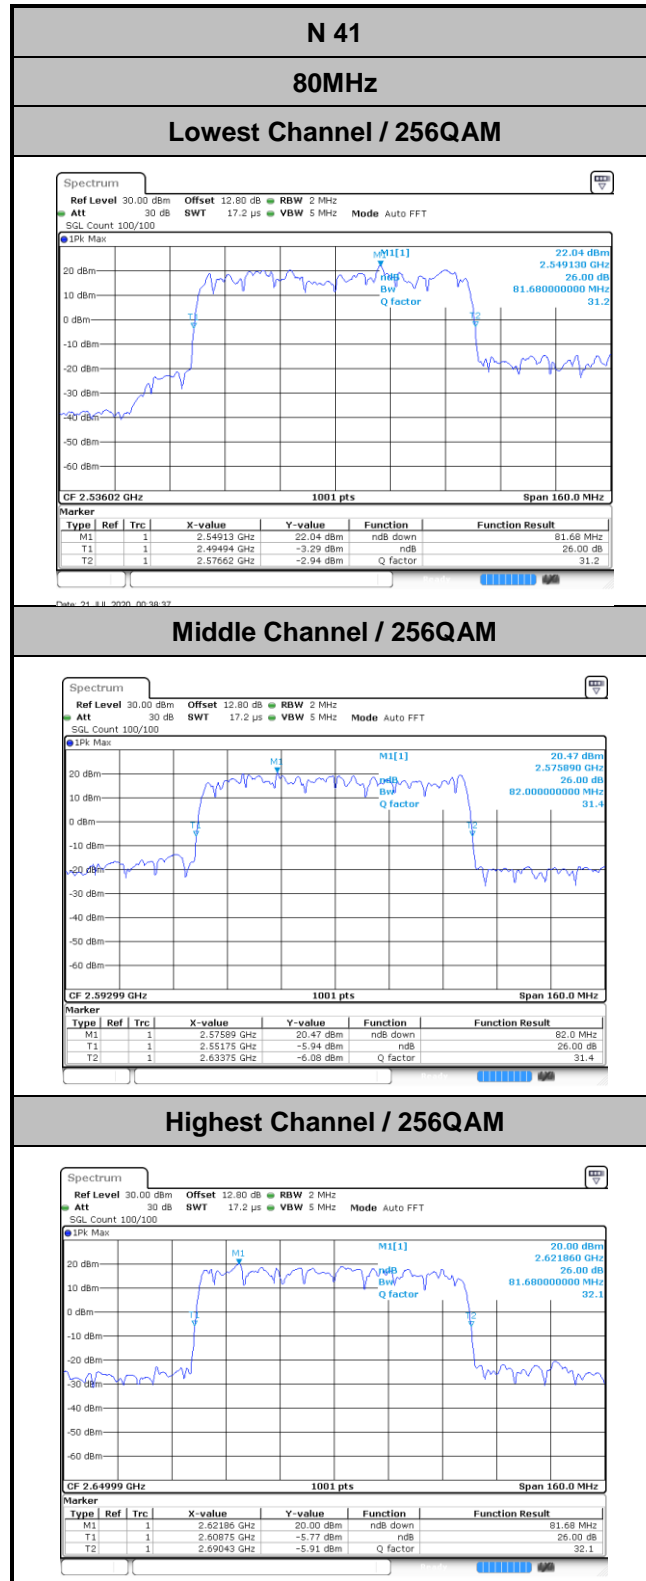 N 41
80MHz
Lowest Channel / 256QAM
Spectrum
Ref Level 30.00 dBm Offset 12.80 dB RBW 2 MHz
Att 30 dB SWT 17.2 µs VBW 5 MHz Mode Auto FFT
SGL Count 100/100
1Pk Max
M1
M1[1] 22.04 dBm
2.549130 GHz
20 dBm
ndB 26.00 dB
10 dBm
Bw 81.680000000 MHz
Q factor 31.2
0 dBm
T1 T2
-10 dBm
-20 dBm
-30 dBm
-40 dBm
-50 dBm
-60 dBm
CF 2.53602 GHz 1001 pts Span 160.0 MHz
Marker
Type Ref Trc X-value Y-value Function Function Result
M1 1 2.54913 GHz 22.04 dBm ndB down 81.68 MHz
T1 1 2.49494 GHz -3.29 dBm ndB 26.00 dB
T2 1 2.57662 GHz -2.94 dBm Q factor 31.2
Date: 21.JUL.2020 00:38:37
Middle Channel / 256QAM
Spectrum
Ref Level 30.00 dBm Offset 12.80 dB RBW 2 MHz
Att 30 dB SWT 17.2 µs VBW 5 MHz Mode Auto FFT
SGL Count 100/100
1Pk Max
M1
M1[1] 20.47 dBm
2.575890 GHz
20 dBm
ndB 26.00 dB
Bw 82.000000000 MHz
10 dBm
Q factor 31.4
0 dBm
T1 T2
-10 dBm
-20 dBm
-30 dBm
-40 dBm
-50 dBm
-60 dBm
CF 2.59299 GHz 1001 pts Span 160.0 MHz
Marker
Type Ref Trc X-value Y-value Function Function Result
M1 1 2.57589 GHz 20.47 dBm ndB down 82.0 MHz
T1 1 2.55175 GHz -5.94 dBm ndB 26.00 dB
T2 1 2.63375 GHz -6.08 dBm Q factor 31.4
Highest Channel / 256QAM
Spectrum
Ref Level 30.00 dBm Offset 12.80 dB RBW 2 MHz
Att 30 dB SWT 17.2 µs VBW 5 MHz Mode Auto FFT
SGL Count 100/100
1Pk Max
M1
M1[1] 20.00 dBm
2.621860 GHz
20 dBm
ndB 26.00 dB
Bw 81.680000000 MHz
10 dBm
Q factor 32.1
0 dBm
T1 T2
-10 dBm
-20 dBm
-30 dBm
-40 dBm
-50 dBm
-60 dBm
CF 2.64999 GHz 1001 pts Span 160.0 MHz
Marker
Type Ref Trc X-value Y-value Function Function Result
M1 1 2.62186 GHz 20.00 dBm ndB down 81.68 MHz
T1 1 2.60875 GHz -5.77 dBm ndB 26.00 dB
T2 1 2.69043 GHz -5.91 dBm Q factor 32.1